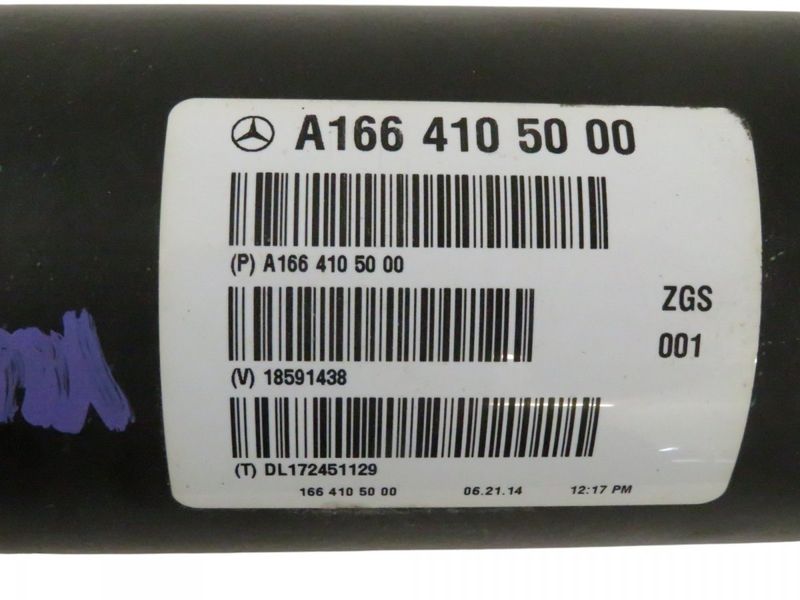 A166 410 50 00
(P) A166 410 50 00
ZGS
001
(V) 18591438
(T) DL172451129
166 410 50 00 06.21.14 12:17 PM